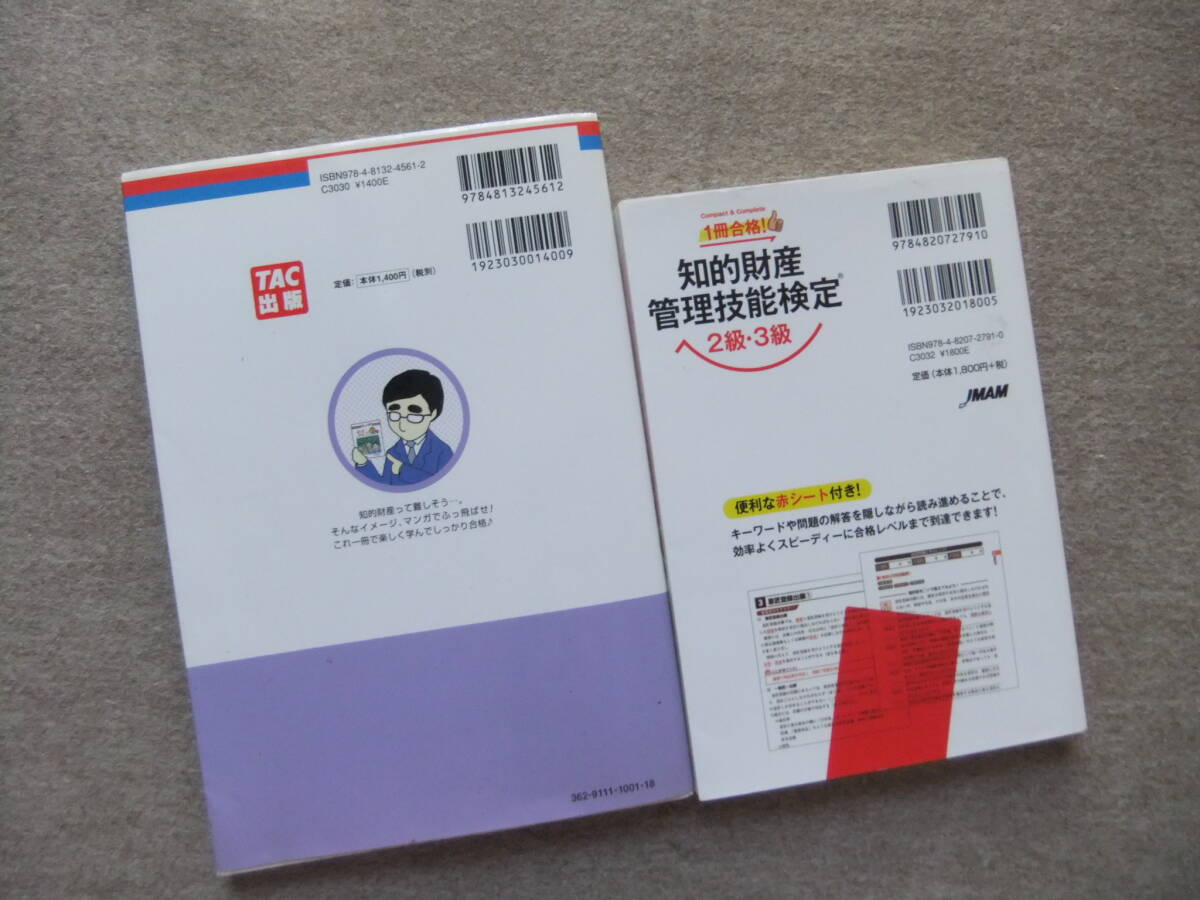 ISBN978-4-8132-4561-2
C3030 ¥1400E
9784813245612
1923030014009
TAC
出版
定価: 本体1,400円 (税別)
知的財産って難しそう…。
そんなイメージ、マンガでふっ飛ばせ!
これ一冊で楽しく学んでしっかり合格♪
362-9111-1001-18
Compact & Complete
1冊合格!
知的財産
管理技能検定®
2級・3級
9784820727910
1923032018005
ISBN978-4-8207-2791-0
C3032 ¥1800E
定価(本体1,800円+税)
JMAM
便利な赤シート付き!
キーワードや問題の解答を隠しながら読み進めることで、
効率よくスピーディーに合格レベルまで到達できます!